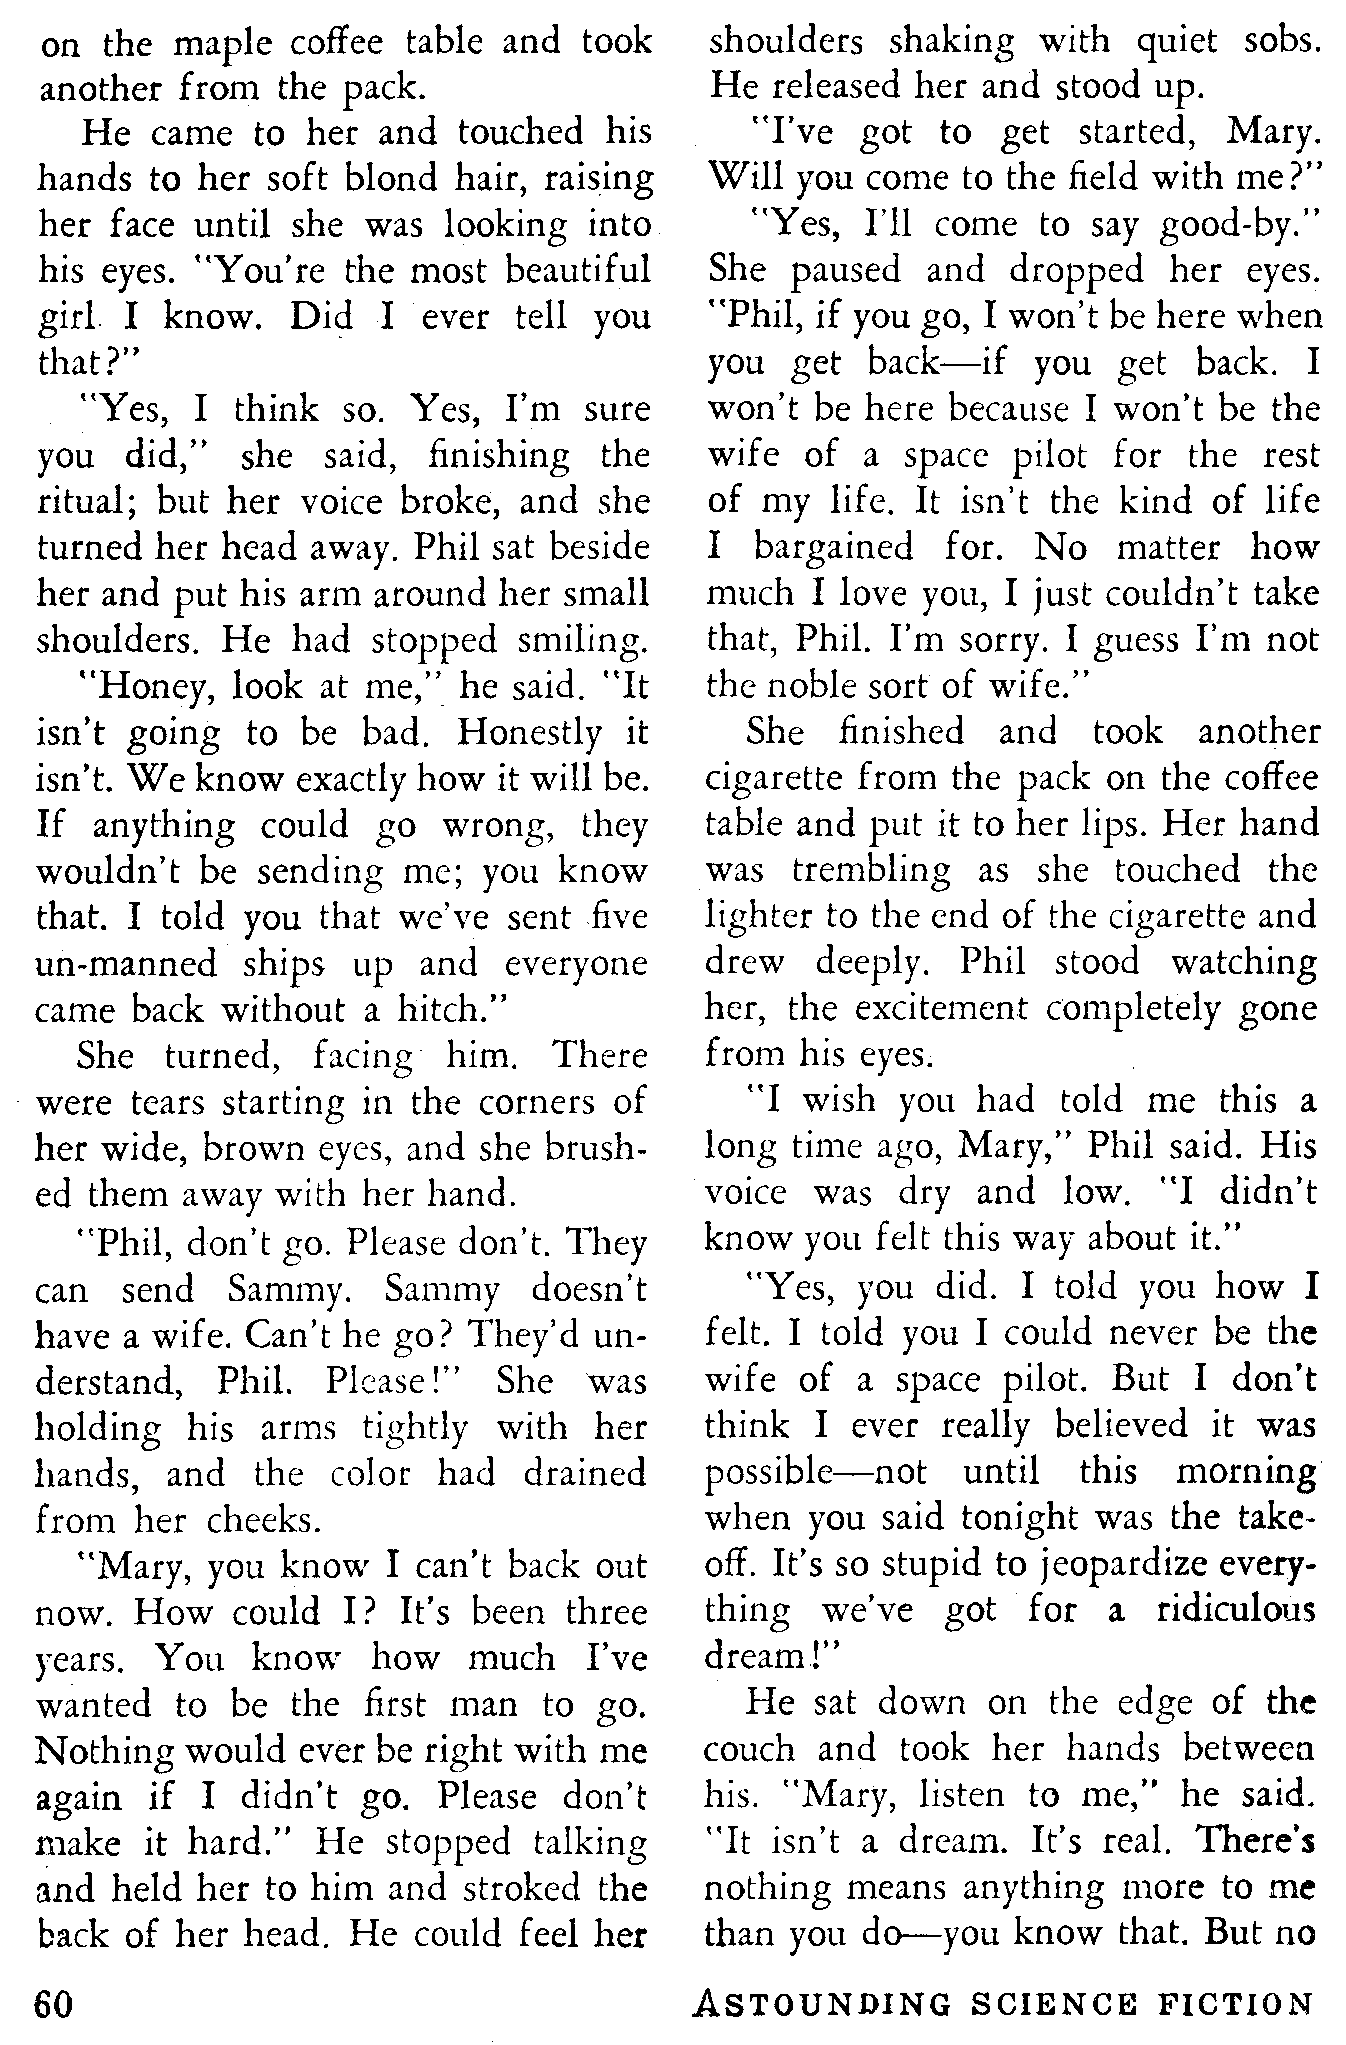 on the maple coffee table and took
another from the pack.
He came to her and touched his
hands to her soft blond hair, raising
her face until she was looking into
his eyes. "You're the most beautiful
girl I know. Did I ever tell you
that?"
"Yes, I think so. Yes, I'm sure
you did," she said, finishing the
ritual; but her voice broke, and she
turned her head away. Phil sat beside
her and put his arm around her small
shoulders. He had stopped smiling.
"Honey, look at me," he said. "It
isn't going to be bad. Honestly it
isn't. We know exactly how it will be.
If anything could go wrong, they
wouldn't be sending me; you know
that. I told you that we've sent five
un-manned ships up and everyone
came back without a hitch."
She turned, facing him. There
were tears starting in the corners of
her wide, brown eyes, and she brush-
ed them away with her hand.
"Phil, don't go. Please don't. They
can send Sammy. Sammy doesn't
have a wife. Can't he go? They'd un-
derstand, Phil. Please!" She was
holding his arms tightly with her
hands, and the color had drained
from her cheeks.
"Mary, you know I can't back out
now. How could I? It's been three
years. You know how much I've
wanted to be the first man to go.
Nothing would ever be right with me
again if I didn't go. Please don't
make it hard." He stopped talking
and held her to him and stroked the
back of her head. He could feel her
shoulders shaking with quiet sobs.
He released her and stood up.
"I've got to get started, Mary.
Will you come to the field with me?"
"Yes, I'll come to say good-by."
She paused and dropped her eyes.
"Phil, if you go, I won't be here when
you get back—if you get back. I
won't be here because I won't be the
wife of a space pilot for the rest
of my life. It isn't the kind of life
I bargained for. No matter how
much I love you, I just couldn't take
that, Phil. I'm sorry. I guess I'm not
the noble sort of wife."
She finished and took another
cigarette from the pack on the coffee
table and put it to her lips. Her hand
was trembling as she touched the
lighter to the end of the cigarette and
drew deeply. Phil stood watching
her, the excitement completely gone
from his eyes.
"I wish you had told me this a
long time ago, Mary," Phil said. His
voice was dry and low. "I didn't
know you felt this way about it."
"Yes, you did. I told you how I
felt. I told you I could never be the
wife of a space pilot. But I don't
think I ever really believed it was
possible—not until this morning
when you said tonight was the take-
off. It's so stupid to jeopardize every-
thing we've got for a ridiculous
dream!"
He sat down on the edge of the
couch and took her hands between
his. "Mary, listen to me," he said.
"It isn't a dream. It's real. There's
nothing means anything more to me
than you do—you know that. But no
60
ASTOUNDING SCIENCE FICTION